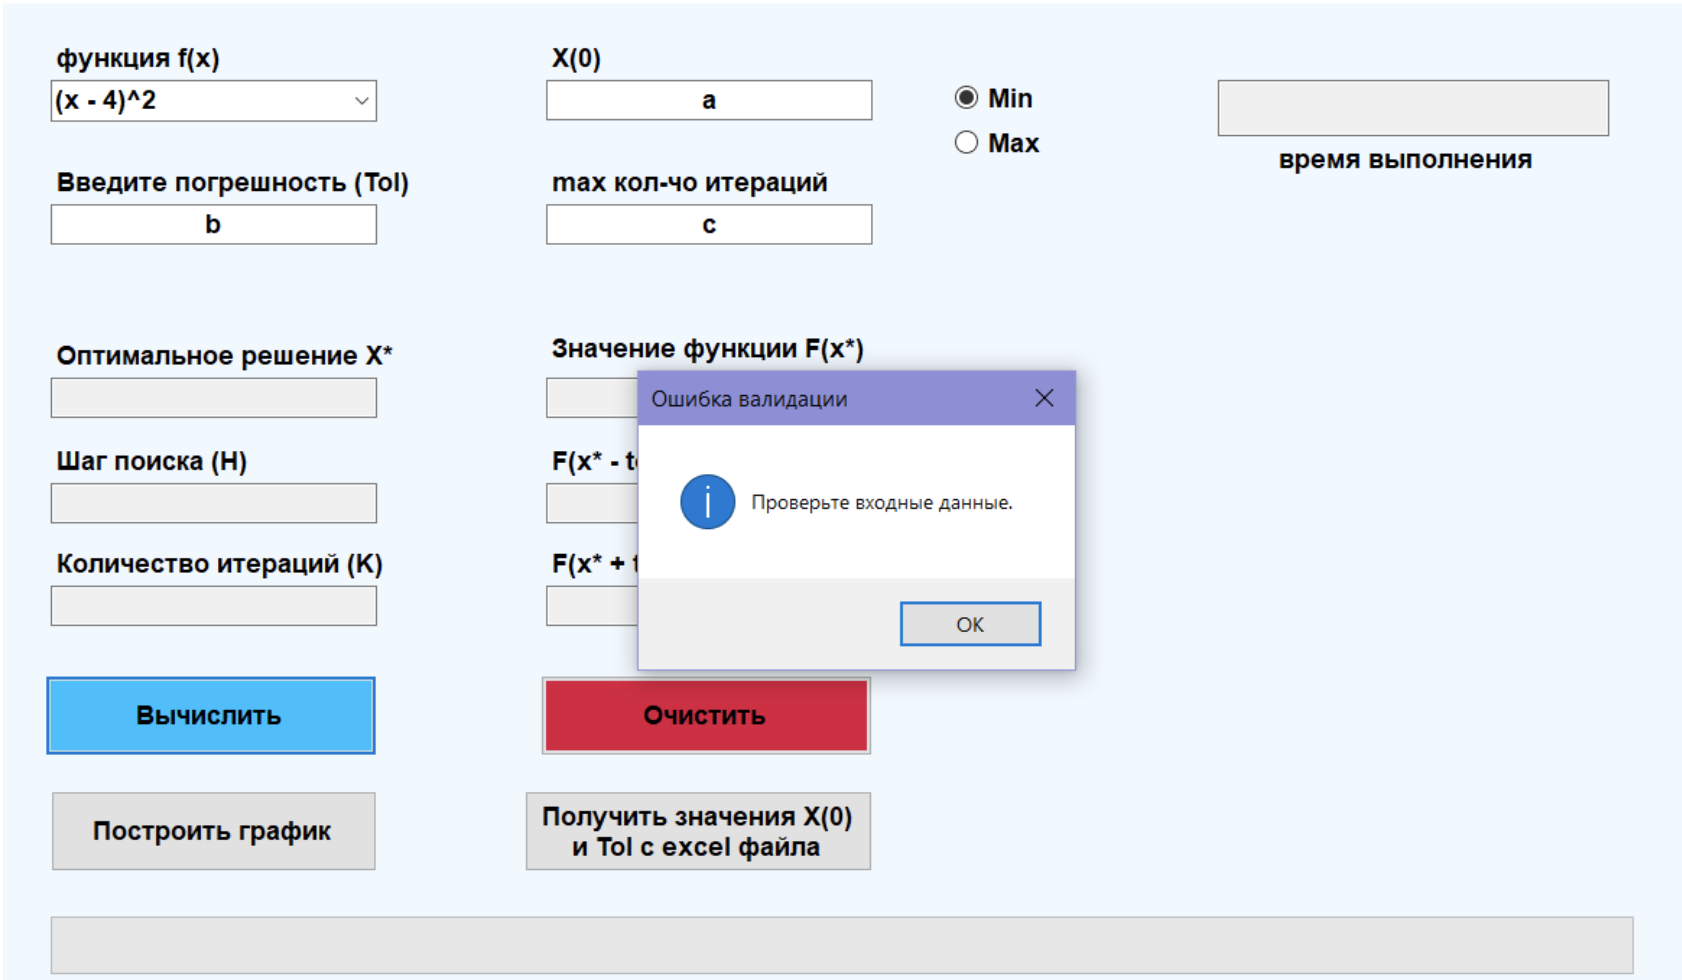 функция f(x)
X(0)
(x - 4)^2
a
Min
Max
время выполнения
Введите погрешность (Tol)
max кол-чо итераций
b
c
Оптимальное решение X*
Значение функции F(x*)
Ошибка валидации
Шаг поиска (H)
F(x* - t
Проверьте входные данные.
Количество итераций (K)
F(x* +
OK
Вычислить
Очистить
Построить график
Получить значения X(0)
и Tol с excel файла